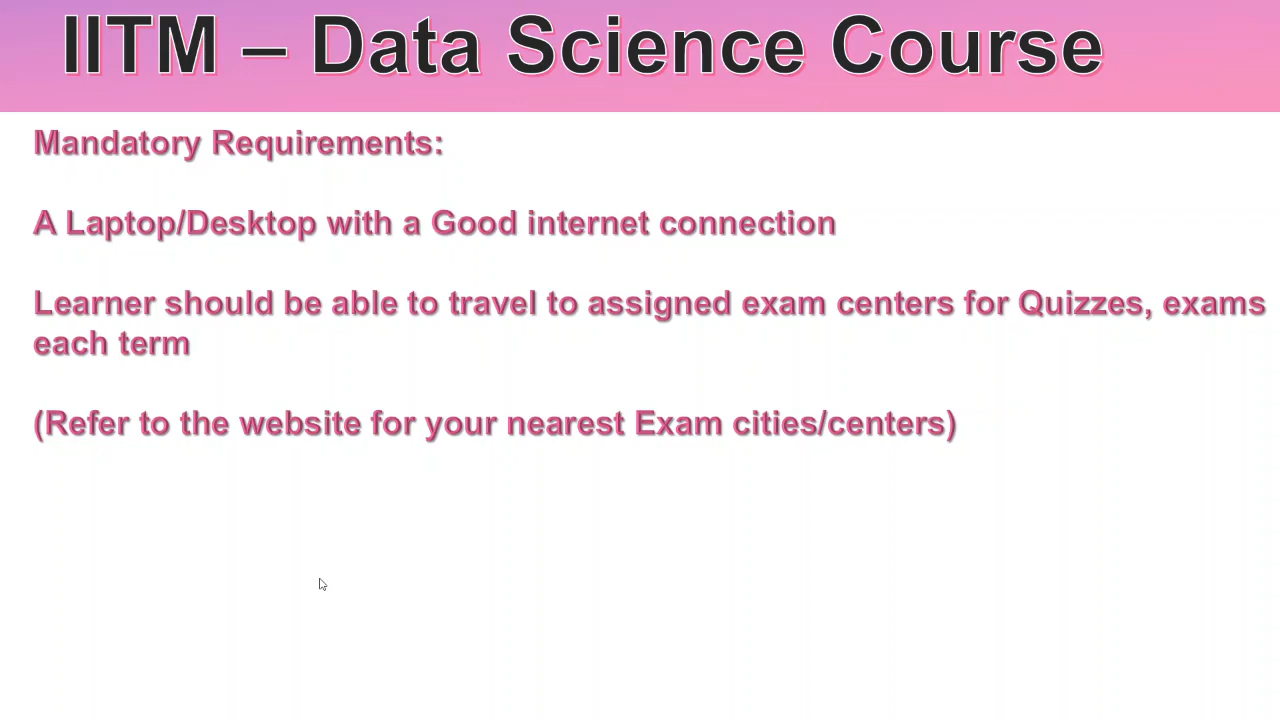 IITM – Data Science Course
Mandatory Requirements:
A Laptop/Desktop with a Good internet connection
Learner should be able to travel to assigned exam centers for Quizzes, exams
each term
(Refer to the website for your nearest Exam cities/centers)